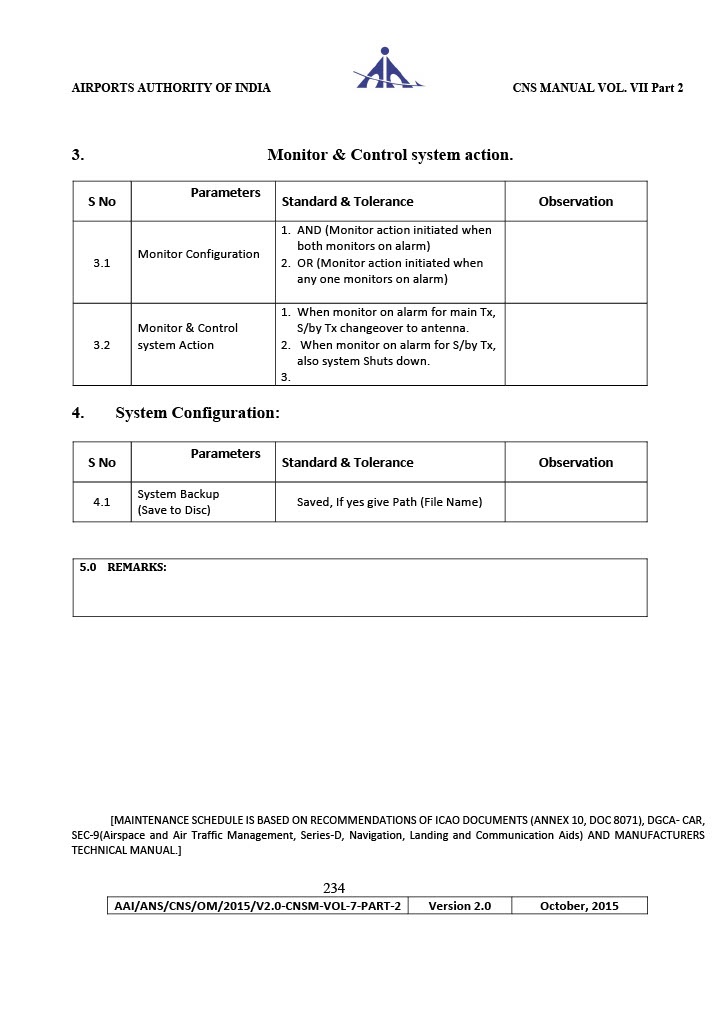 AIRPORTS AUTHORITY OF INDIA
CNS MANUAL VOL. VII Part 2
3. Monitor & Control system action.
S No
Parameters
Standard & Tolerance
Observation
3.1
Monitor Configuration
1. AND (Monitor action initiated when
both monitors on alarm)
2. OR (Monitor action initiated when
any one monitors on alarm)
3.2
Monitor & Control
system Action
1. When monitor on alarm for main Tx,
S/by Tx changeover to antenna.
2. When monitor on alarm for S/by Tx,
also system Shuts down.
3.
4. System Configuration:
S No
Parameters
Standard & Tolerance
Observation
4.1
System Backup
(Save to Disc)
Saved, If yes give Path (File Name)
5.0 REMARKS:
[MAINTENANCE SCHEDULE IS BASED ON RECOMMENDATIONS OF ICAO DOCUMENTS (ANNEX 10, DOC 8071), DGCA- CAR,
SEC-9(Airspace and Air Traffic Management, Series-D, Navigation, Landing and Communication Aids) AND MANUFACTURERS
TECHNICAL MANUAL.]
234
AAI/ANS/CNS/OM/2015/V2.0-CNSM-VOL-7-PART-2
Version 2.0
October, 2015